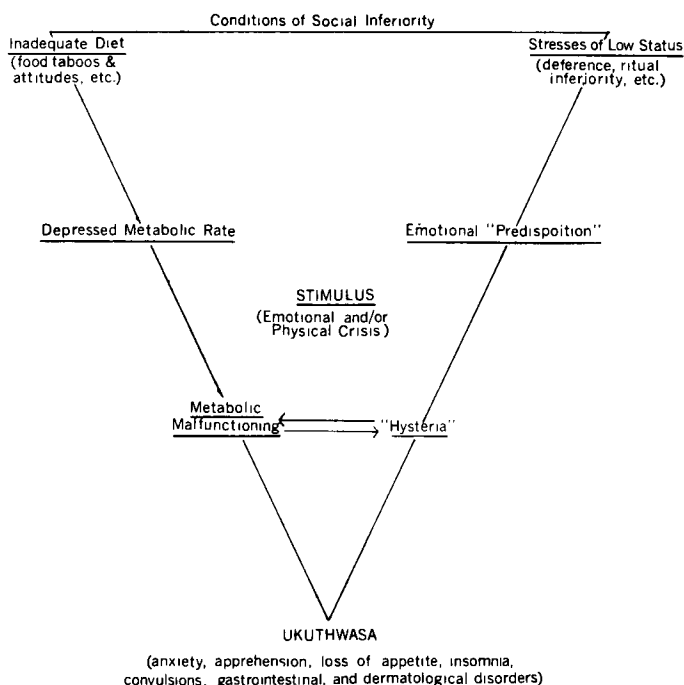 Conditions of Social Inferiority
Inadequate Diet
(food taboos &
attitudes, etc.)
Stresses of Low Status
(deference, ritual
inferiority, etc.)
Depressed Metabolic Rate
Emotional "Predispoition"
STIMULUS
(Emotional and/or
Physical Crisis)
Metabolic
Malfunctioning
"Hysteria"
UKUTHWASA
(anxiety, apprehension, loss of appetite, insomnia,
convulsions, gastrointestinal, and dermatological disorders)